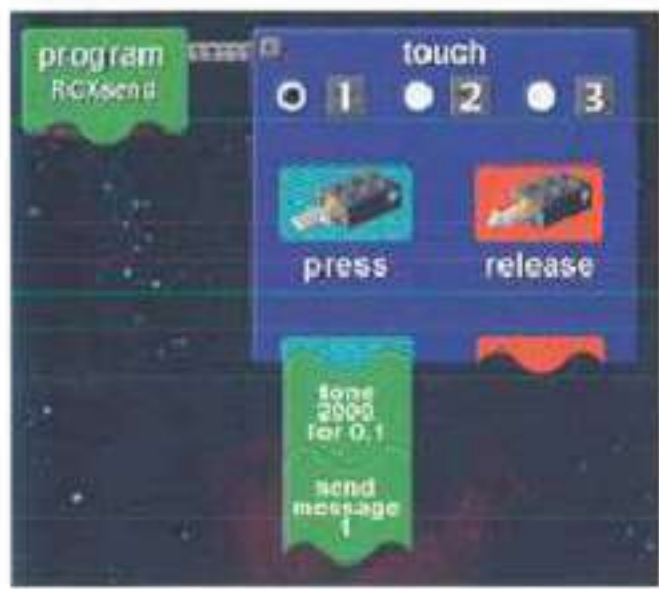 program
RCXsend
touch
1 2 3
press release
tone
2000
for 0.1
send
message
1